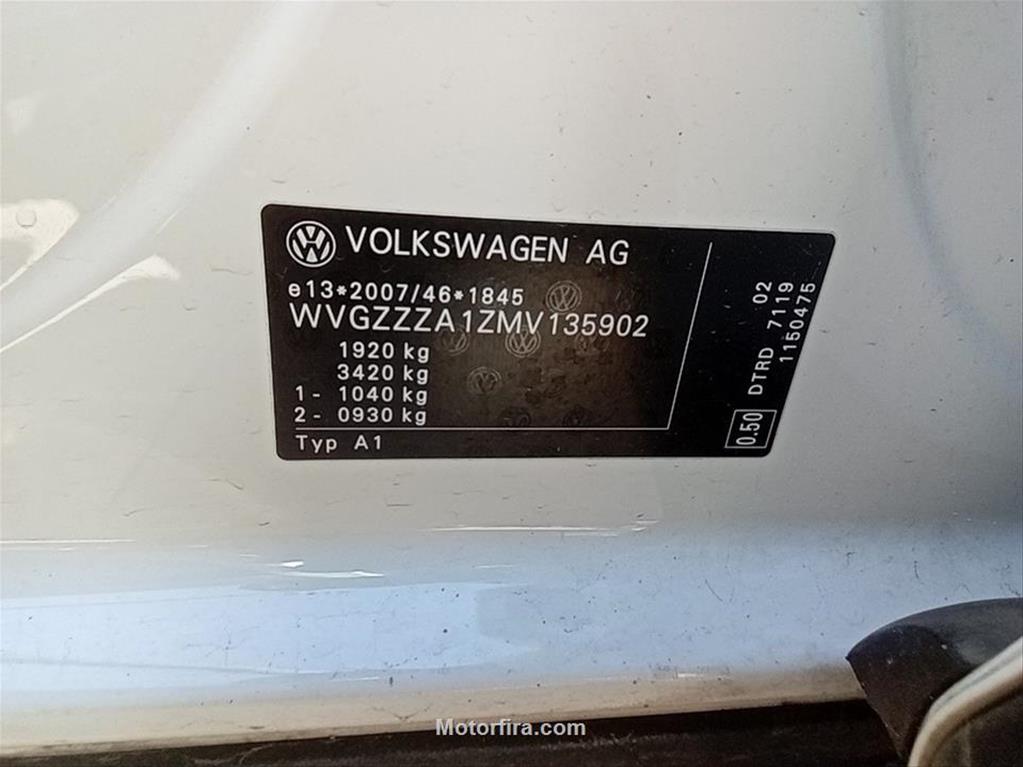 VOLKSWAGEN AG
e13*2007/46*1845
WVGZZZA1ZMV135902
1920 kg
3420 kg
1- 1040 kg
2- 0930 kg
Typ A1
0.50 DTRD 7119 02
1150475
Motorfira.com